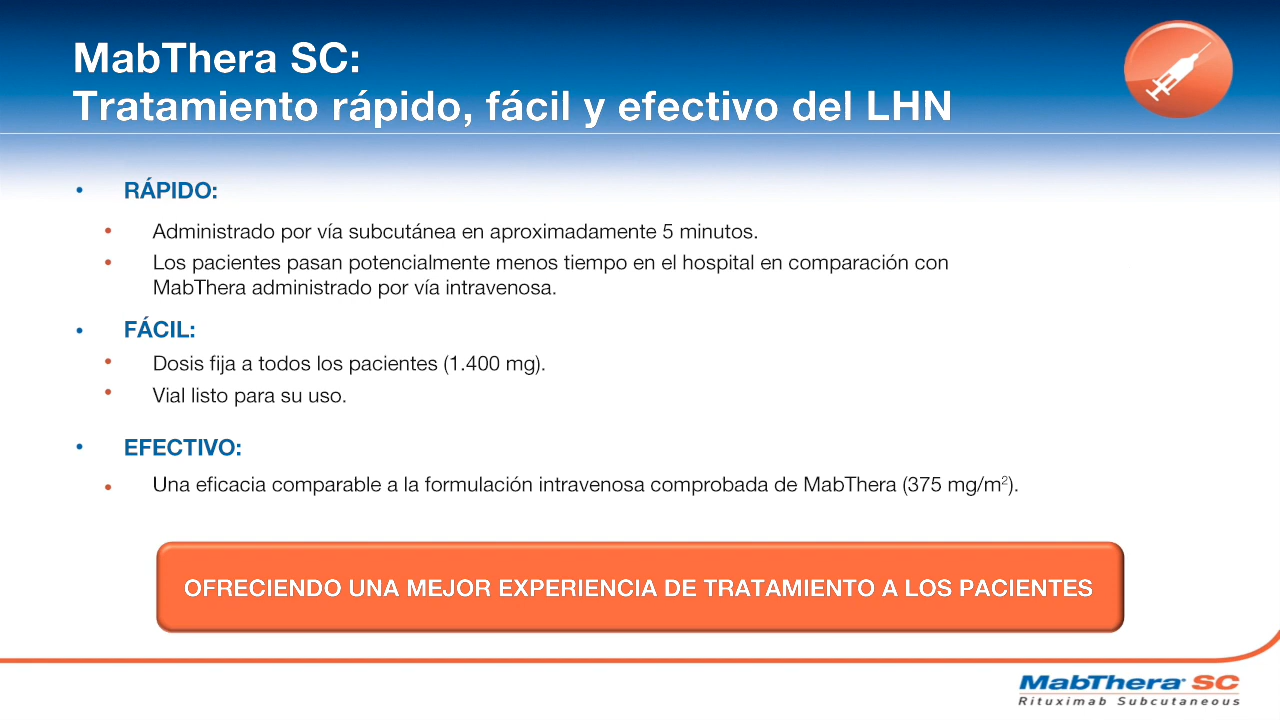 MabThera SC:
Tratamiento rápido, fácil y efectivo del LHN
• RÁPIDO:
• Administrado por vía subcutánea en aproximadamente 5 minutos.
• Los pacientes pasan potencialmente menos tiempo en el hospital en comparación con
MabThera administrado por vía intravenosa.
• FÁCIL:
• Dosis fija a todos los pacientes (1.400 mg).
• Vial listo para su uso.
• EFECTIVO:
• Una eficacia comparable a la formulación intravenosa comprobada de MabThera (375 mg/m²).
OFRECIENDO UNA MEJOR EXPERIENCIA DE TRATAMIENTO A LOS PACIENTES
MabThera® SC
Rituximab Subcutaneous